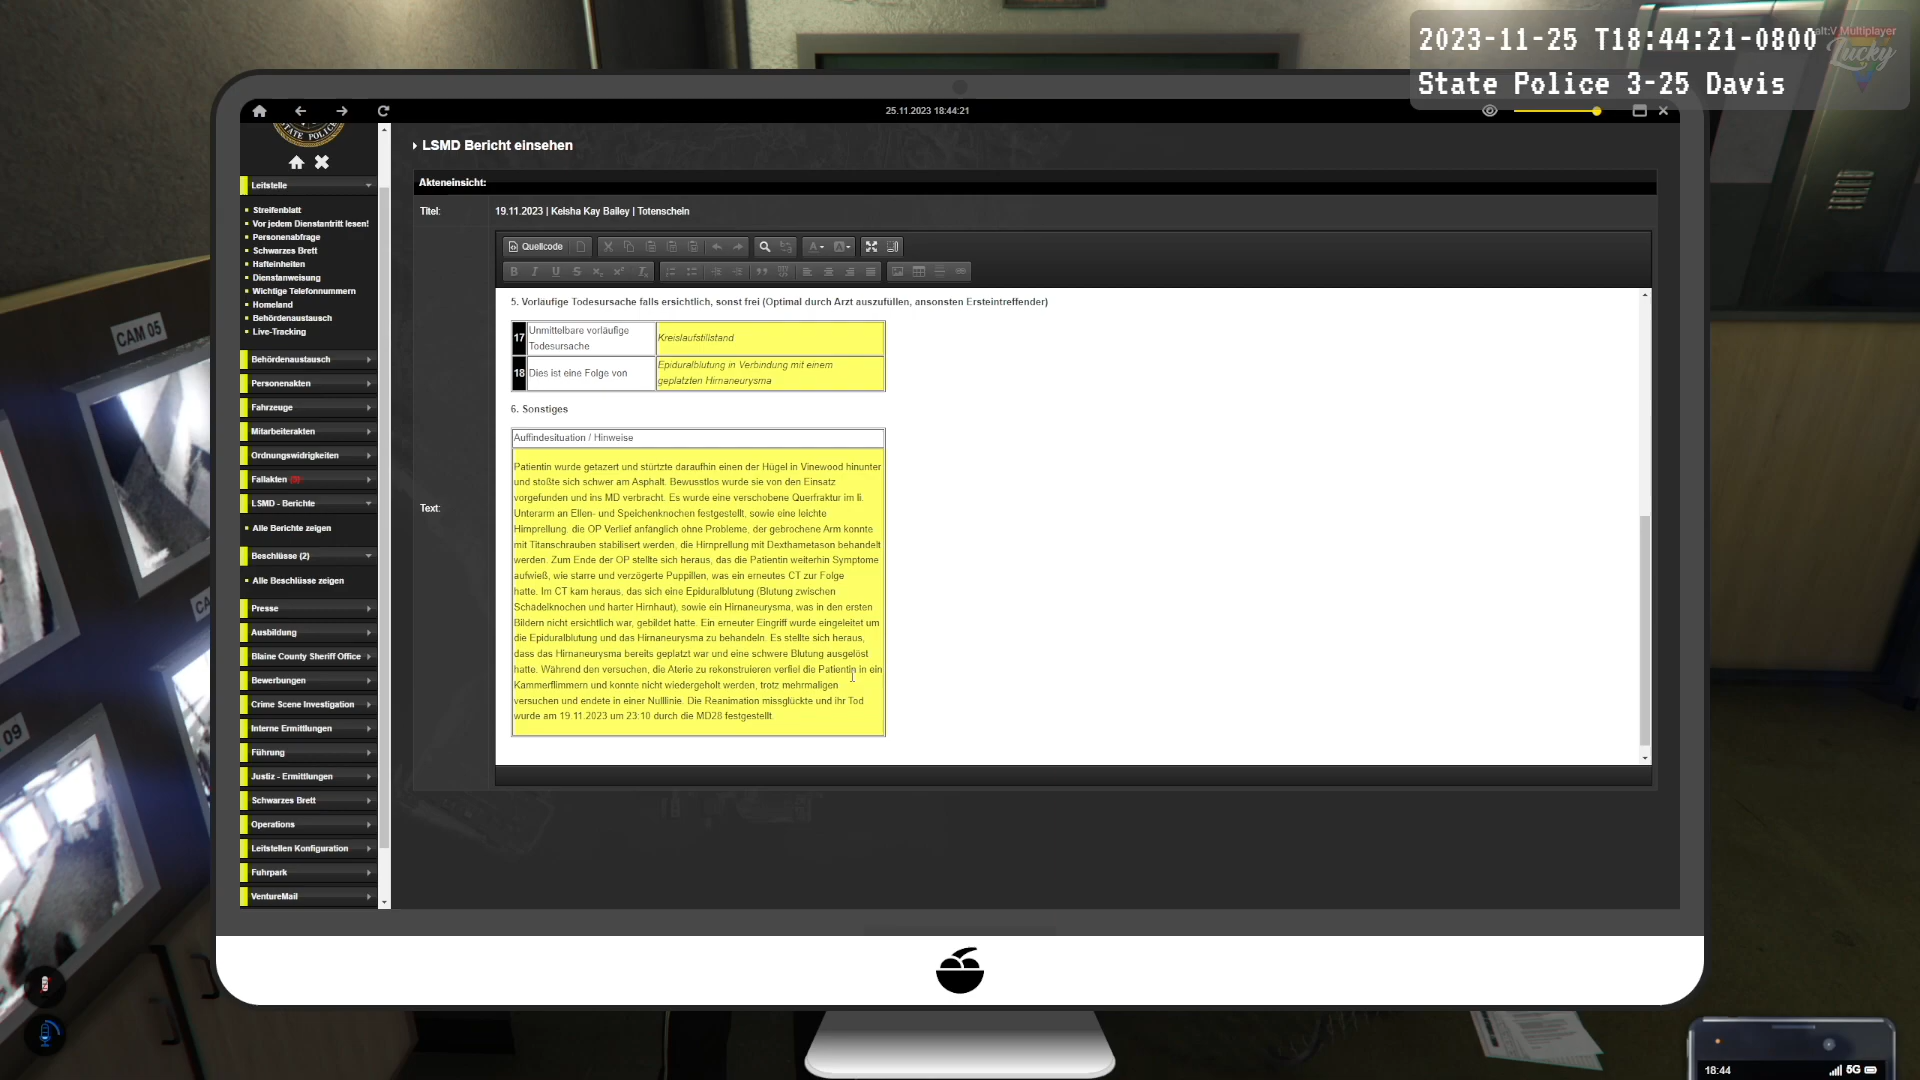 2023-11-25 T18:44:21-0800
State Police 3-25 Davis
alt:V Multiplayer
Lucky
CAM 05
CA
09
25.11.2023 18:44:21
STATE POLICE
Leitstelle
Streifenblatt
Vor jedem Dienstantritt lesen!
Personenabfrage
Schwarzes Brett
Hafteinheiten
Dienstanweisung
Wichtige Telefonnummern
Homeland
Behördenaustausch
Live-Tracking
Behördenaustausch
Personenakten
Fahrzeuge
Mitarbeiterakten
Ordnungswidrigkeiten
Fallakten
LSMD - Berichte
Alle Berichte zeigen
Beschlüsse (2)
Alle Beschlüsse zeigen
Presse
Ausbildung
Blaine County Sheriff Office
Bewerbungen
Crime Scene Investigation
Interne Ermittlungen
Führung
Justiz - Ermittlungen
Schwarzes Brett
Operations
Leitstellen Konfiguration
Fuhrpark
VentureMail
LSMD Bericht einsehen
Akteneinsicht:
Titel: 19.11.2023 | Keisha Kay Bailey | Totenschein
Quellcode
Text:
5. Vorläufige Todesursache falls ersichtlich, sonst frei (Optimal durch Arzt auszufüllen, ansonsten Ersteintreffender)
17 Unmittelbare vorläufige Todesursache Kreislaufstillstand
18 Dies ist eine Folge von Epiduralblutung in Verbindung mit einem
geplatzten Hirnaneurysma
6. Sonstiges
Auffindesituation / Hinweise
Patientin wurde getazert und stürtzte daraufhin einen der Hügel in Vinewood hinunter
und stoßte sich schwer am Asphalt. Bewusstlos wurde sie von den Einsatz
vorgefunden und ins MD verbracht. Es wurde eine verschobene Querfraktur im li.
Unterarm an Ellen- und Speichenknochen festgestellt, sowie eine leichte
Hirnprellung. die OP Verlief anfänglich ohne Probleme, der gebrochene Arm konnte
mit Titanschrauben stabilisert werden, die Hirnprellung mit Dexthametason behandelt
werden. Zum Ende der OP stellte sich heraus, das die Patientin weiterhin Symptome
aufwieß, wie starre und verzögerte Puppillen, was ein erneutes CT zur Folge
hatte. Im CT kam heraus, das sich eine Epiduralblutung (Blutung zwischen
Schädelknochen und harter Hirnhaut), sowie ein Hirnaneurysma, was in den ersten
Bildern nicht ersichtlich war, gebildet hatte. Ein erneuter Eingriff wurde eingeleitet um
die Epiduralblutung und das Hirnaneurysma zu behandeln. Es stellte sich heraus,
dass das Hirnaneurysma bereits geplatzt war und eine schwere Blutung ausgelöst
hatte. Während den versuchen, die Aterie zu rekonstruieren verfiel die Patientin in ein
Kammerflimmern und konnte nicht wiedergeholt werden, trotz mehrmaligen
versuchen und endete in einer Nulllinie. Die Reanimation missglückte und ihr Tod
wurde am 19.11.2023 um 23:10 durch die MD28 festgestellt.
18:44
5G